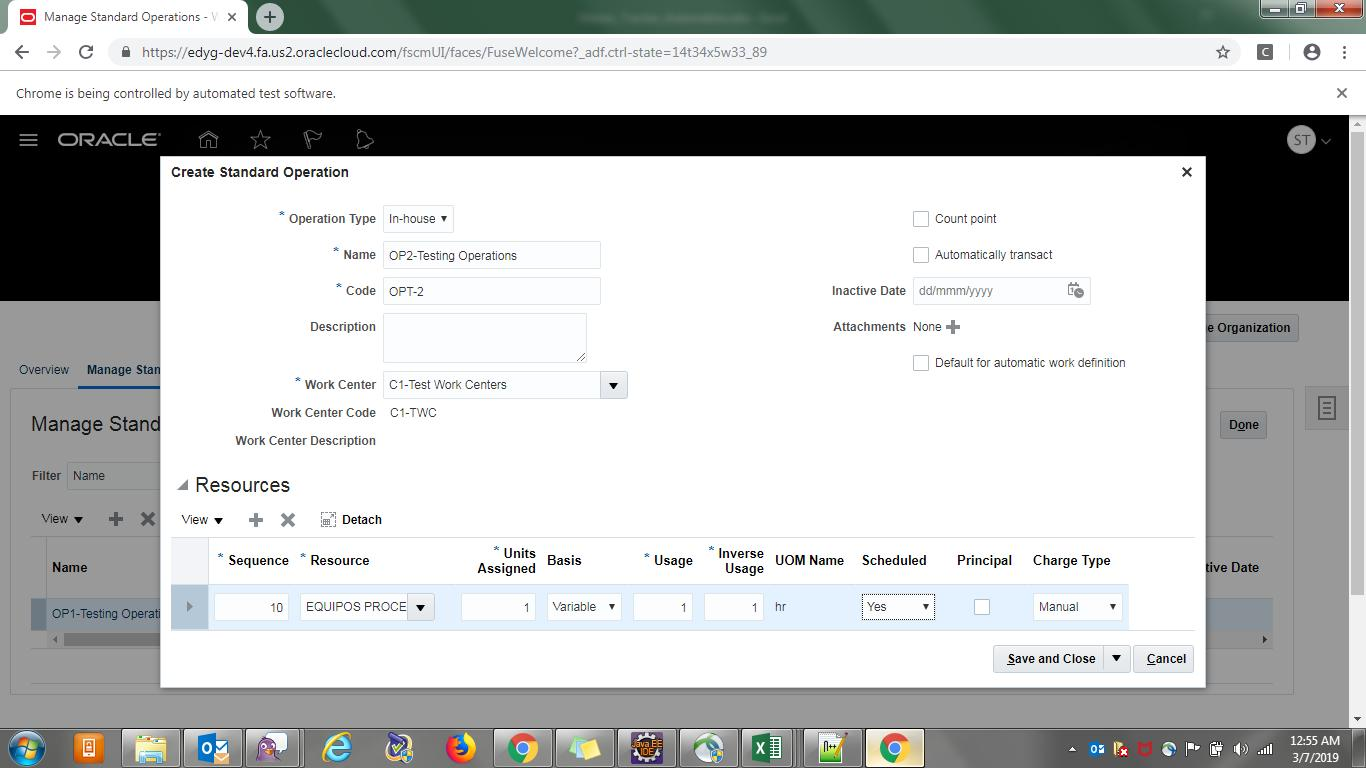 Manage Standard Operations - W
https://edyg-dev4.fa.us2.oraclecloud.com/fscmUI/faces/FuseWelcome?_adf.ctrl-state=14t34x5w33_89
C
Chrome is being controlled by automated test software.
ORACLE
ST
Create Standard Operation
* Operation Type In-house
Count point
* Name OP2-Testing Operations
Automatically transact
* Code OPT-2
Inactive Date dd/mmm/yyyy
Description
Attachments None
e Organization
Default for automatic work definition
Overview Manage Stan
* Work Center C1-Test Work Centers
Work Center Code C1-TWC
Manage Stand
Done
Work Center Description
Filter Name
Resources
View
View Detach
* Sequence * Resource * Units Assigned Basis * Usage * Inverse Usage UOM Name Scheduled Principal Charge Type
Name
tive Date
10 EQUIPOS PROCE 1 Variable 1 1 hr Yes Manual
OP1-Testing Operati
Save and Close Cancel
Java EE
IDE
N++
X
12:55 AM
3/7/2019